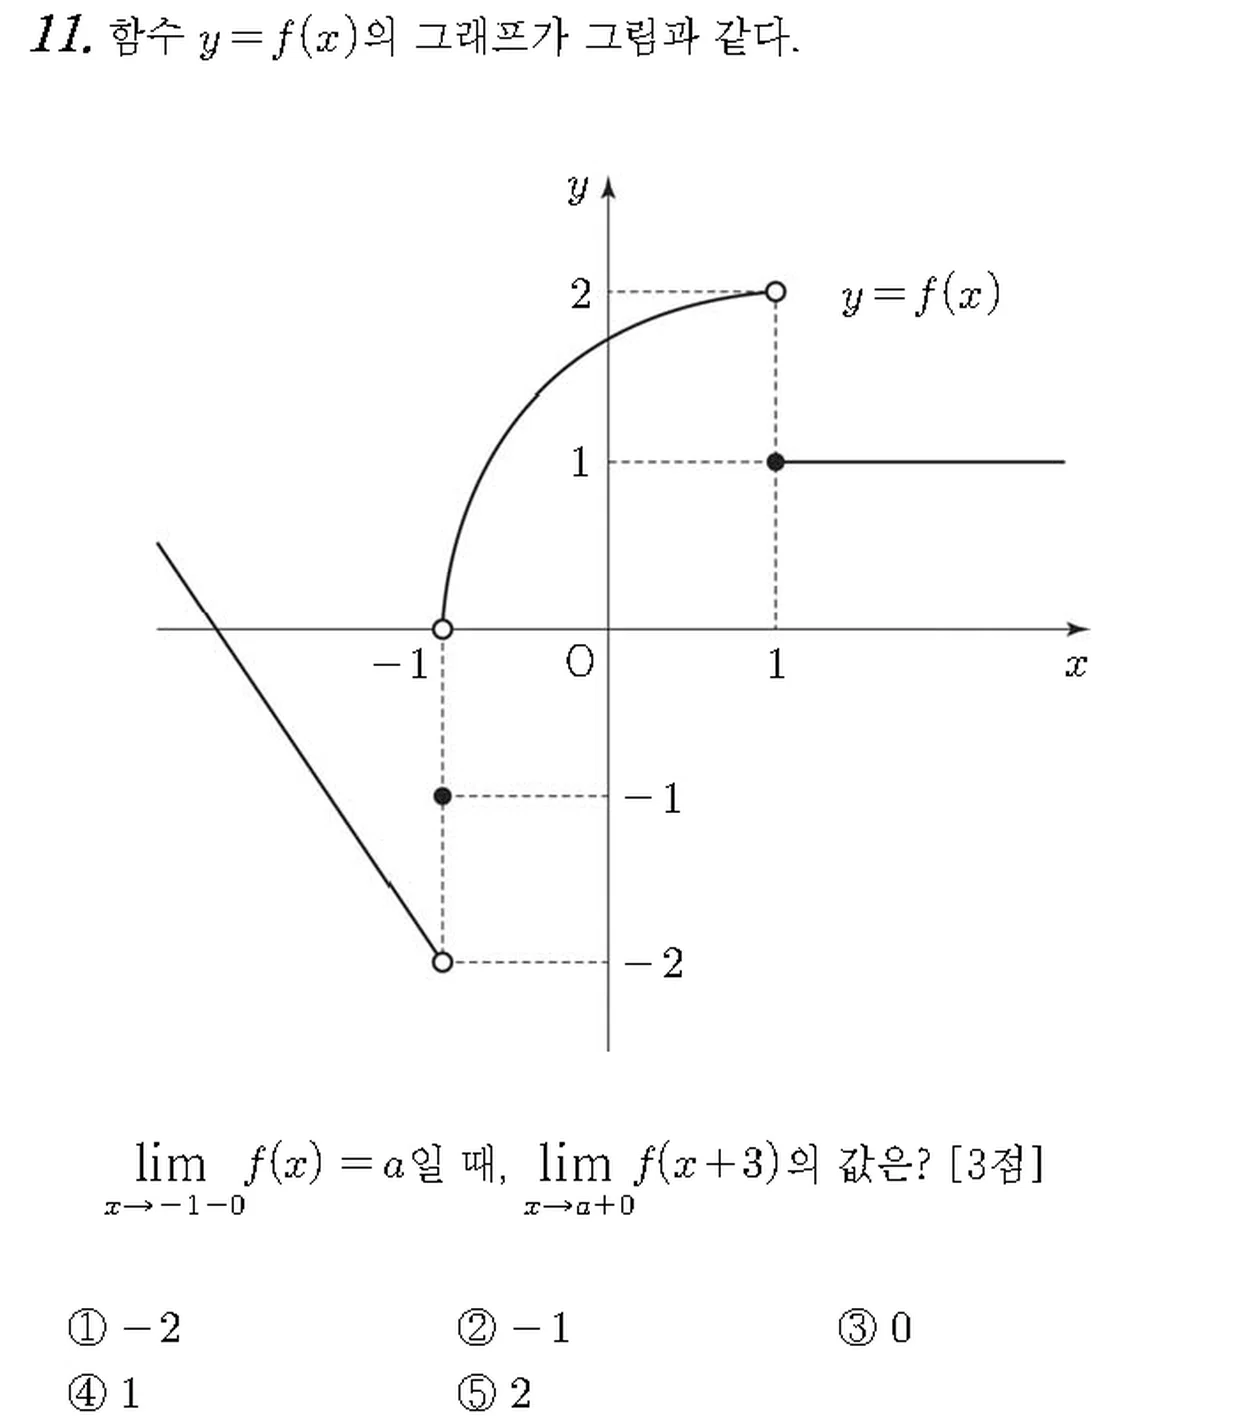 11. 함수 y=f(x)의 그래프가 그림과 같다.
y
2
y=f(x)
1
-1
O
1
x
-1
-2
lim f(x)=a일 때, lim f(x+3)의 값은? [3점]
x→-1-0 x→a+0
① -2 ② -1 ③ 0
④ 1 ⑤ 2